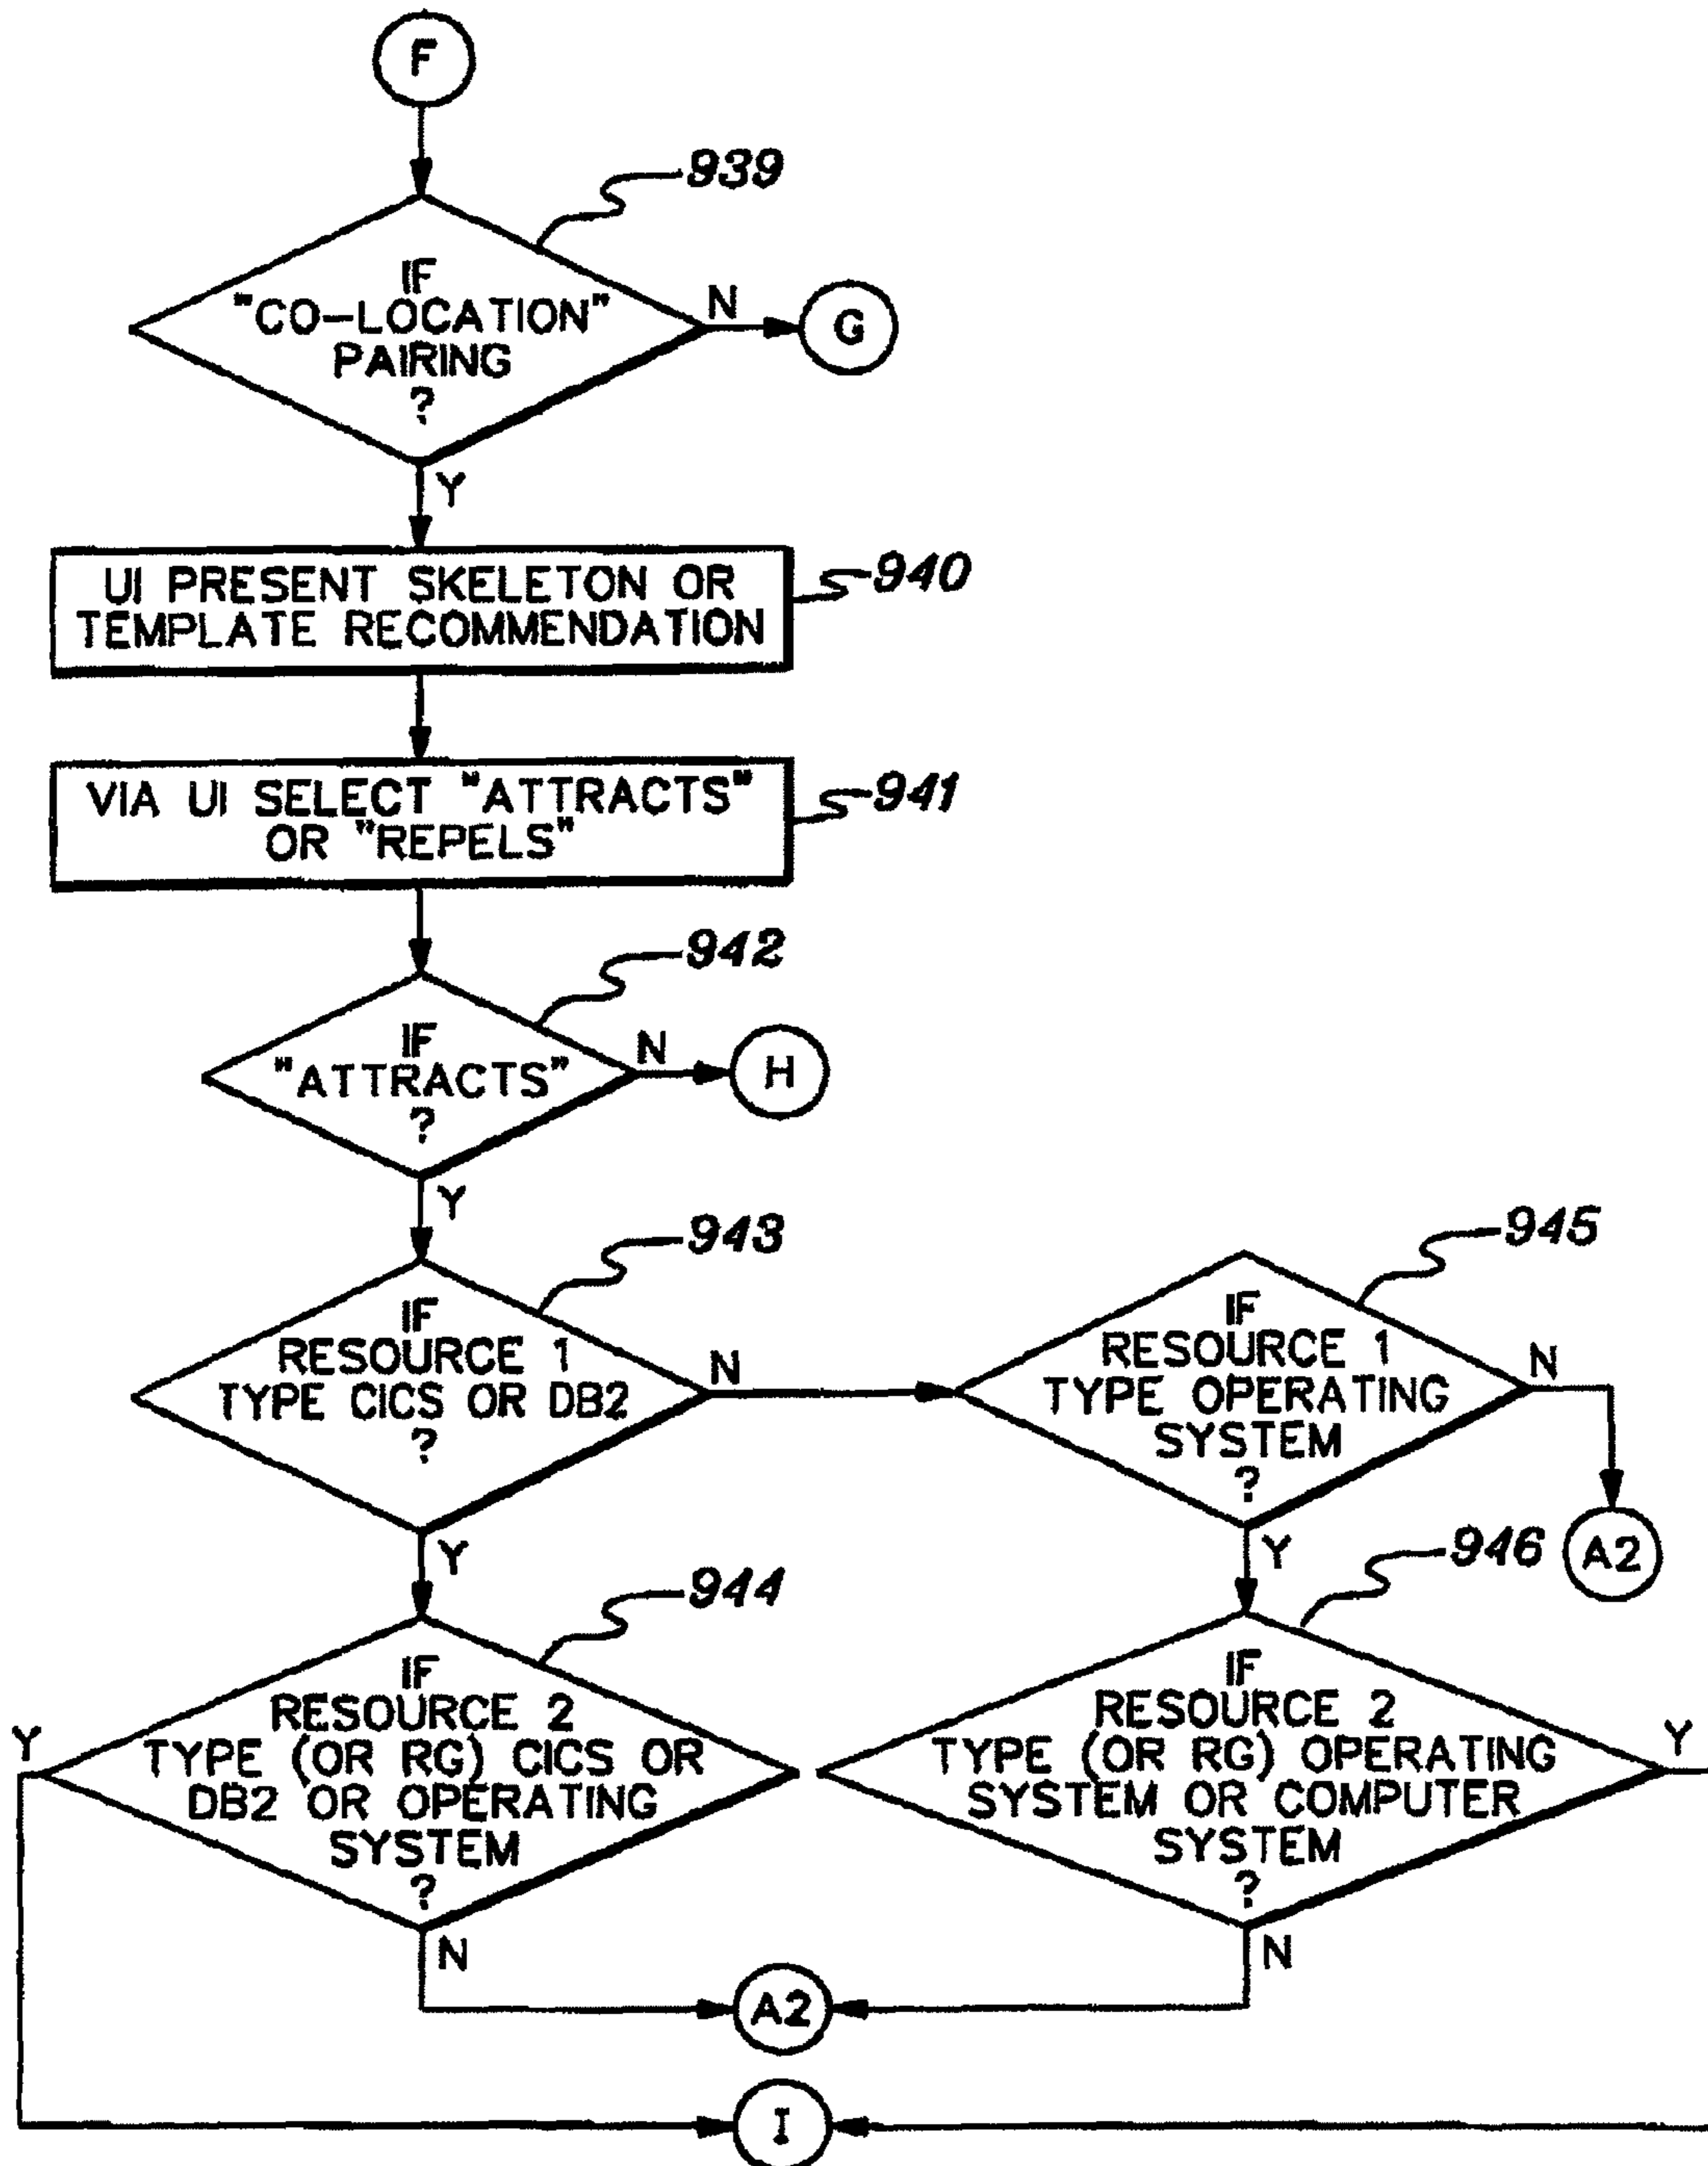 F
939
IF
"CO-LOCATION"
PAIRING
?
N
G
Y
UI PRESENT SKELETON OR
TEMPLATE RECOMMENDATION
940
VIA UI SELECT "ATTRACTS"
OR "REPELS"
941
942
IF
"ATTRACTS"
?
N
H
Y
943
IF
RESOURCE 1
TYPE CICS OR DB2
?
N
945
IF
RESOURCE 1
TYPE OPERATING
SYSTEM
?
N
A2
Y
Y
944
IF
RESOURCE 2
TYPE (OR RG) CICS OR
DB2 OR OPERATING
SYSTEM
?
Y
N
946
IF
RESOURCE 2
TYPE (OR RG) OPERATING
SYSTEM OR COMPUTER
SYSTEM
?
Y
N
A2
I